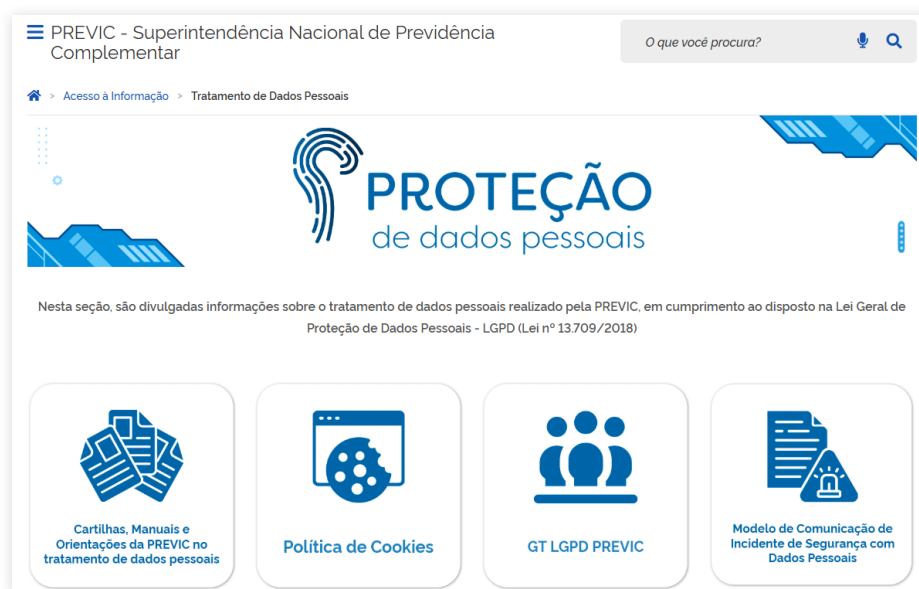 PREVIC - Superintendência Nacional de Previdência
Complementar
O que você procura?
> Acesso à Informação > Tratamento de Dados Pessoais
PROTEÇÃO
de dados pessoais
Nesta seção, são divulgadas informações sobre o tratamento de dados pessoais realizado pela PREVIC, em cumprimento ao disposto na Lei Geral de
Proteção de Dados Pessoais - LGPD (Lei nº 13.709/2018)
Cartilhas, Manuais e
Orientações da PREVIC no
tratamento de dados pessoais
Política de Cookies
GT LGPD PREVIC
Modelo de Comunicação de
Incidente de Segurança com
Dados Pessoais